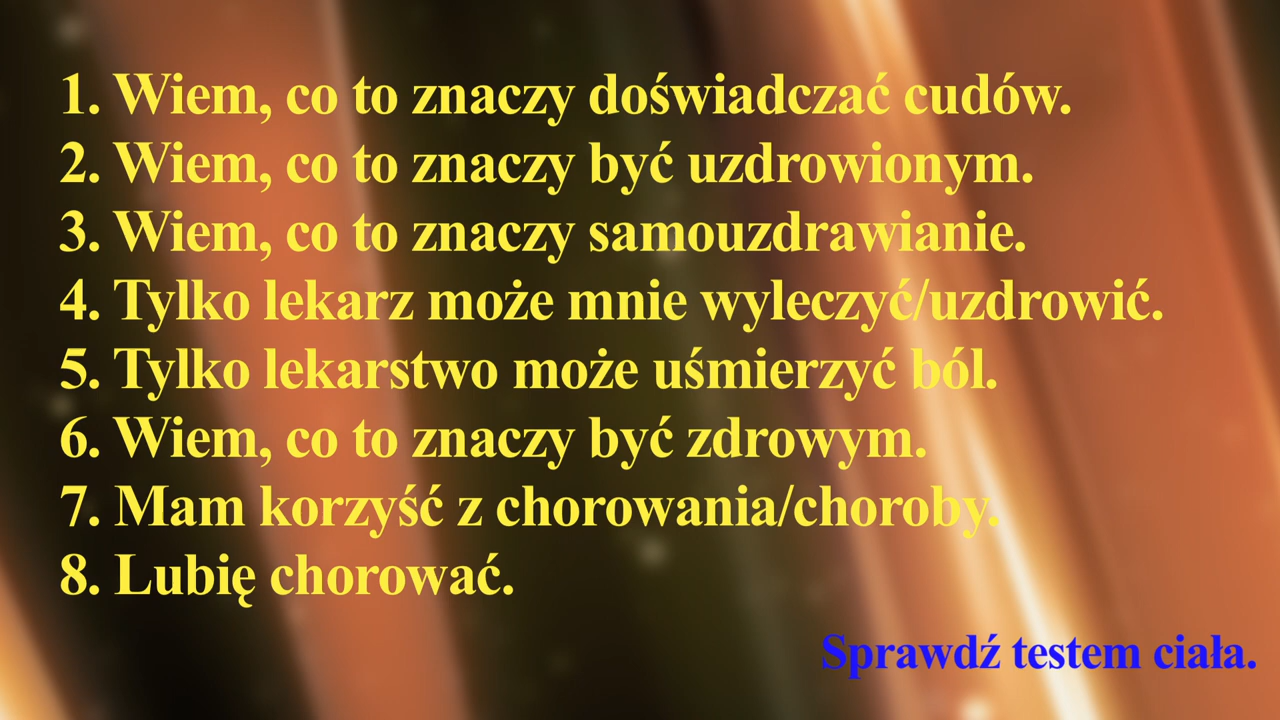 1. Wiem, co to znaczy doświadczać cudów.
2. Wiem, co to znaczy być uzdrowionym.
3. Wiem, co to znaczy samouzdrawianie.
4. Tylko lekarz może mnie wyleczyć/uzdrowić.
5. Tylko lekarstwo może uśmierzyć ból.
6. Wiem, co to znaczy być zdrowym.
7. Mam korzyść z chorowania/choroby.
8. Lubię chorować.
Sprawdź testem ciała.